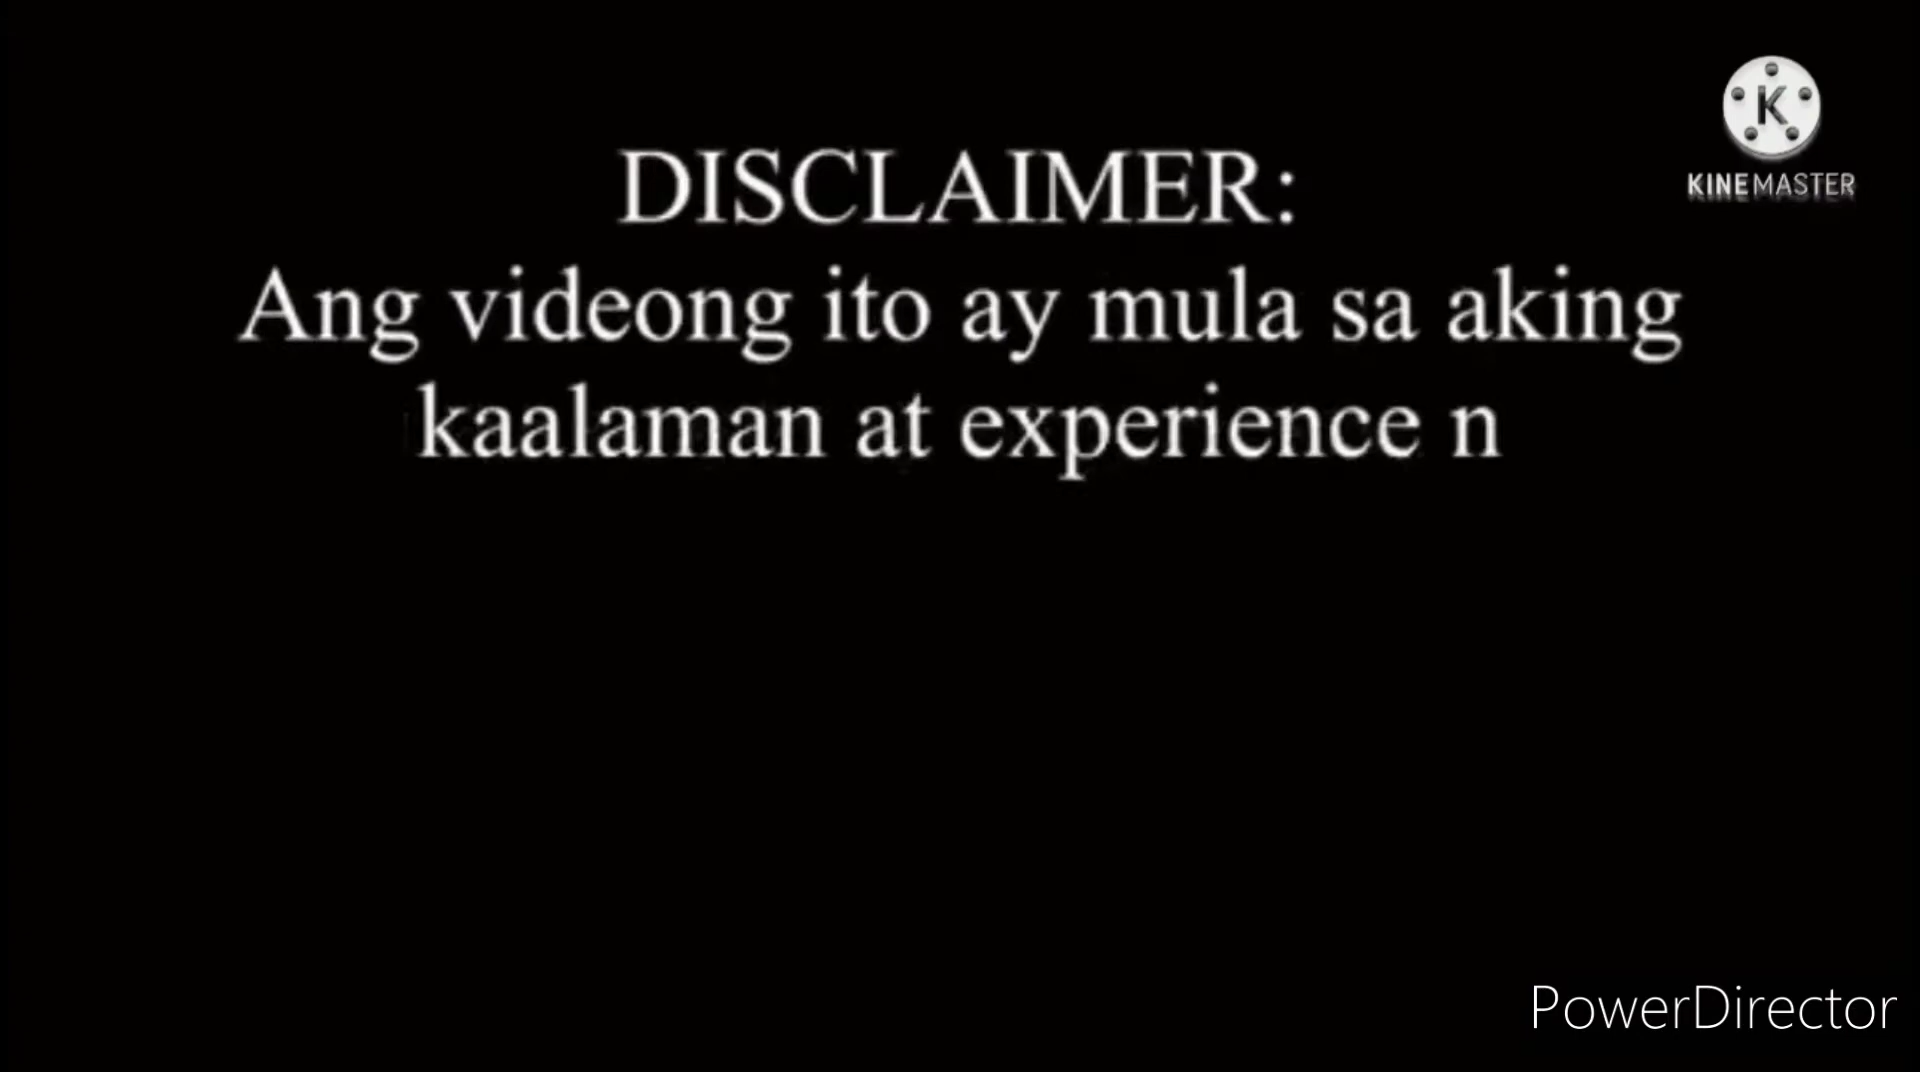 K
KINEMASTER
DISCLAIMER:
Ang videong ito ay mula sa aking
kaalaman at experience n
PowerDirector